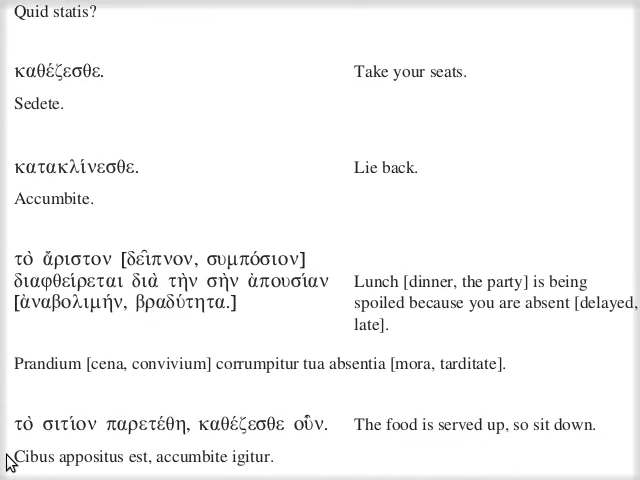 Quid statis?
καθέζεσθε.
Take your seats.
Sedete.
κατακλίνεσθε.
Lie back.
Accumbite.
τὸ ἄριστον [δεῖπνον, συμπόσιον]
διαφθείρεται διὰ τὴν σὴν ἀπουσίαν
[ἀναβολιμήν, βραδύτητα.]
Lunch [dinner, the party] is being
spoiled because you are absent [delayed,
late].
Prandium [cena, convivium] corrumpitur tua absentia [mora, tarditate].
τὸ σιτίον παρετέθη, καθέζεσθε οὖν.
The food is served up, so sit down.
Cibus appositus est, accumbite igitur.